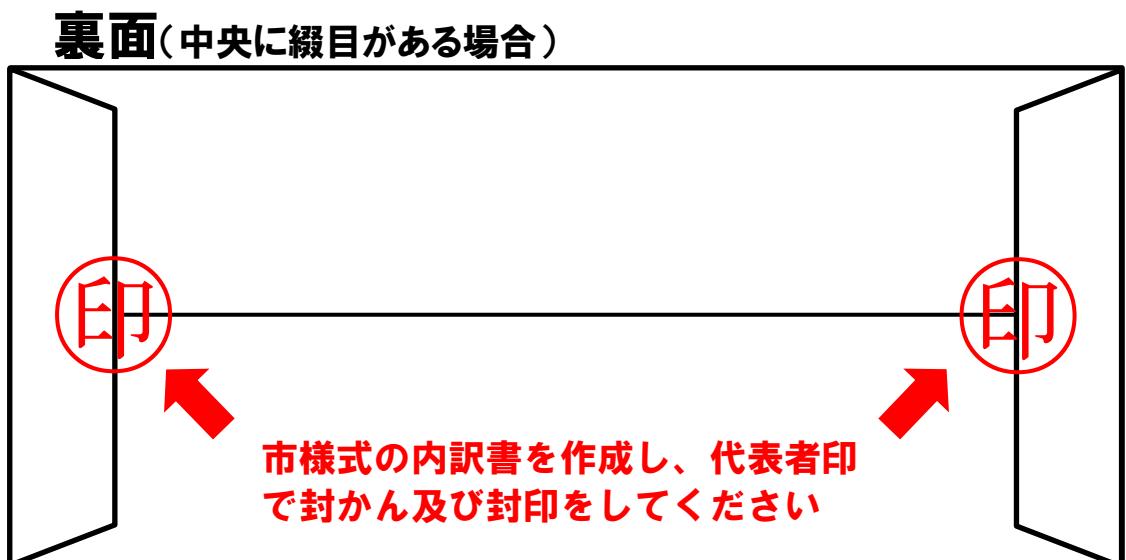 裏面(中央に綴目がある場合)
印
印
市様式の内訳書を作成し、代表者印
で封かん及び封印をしてください